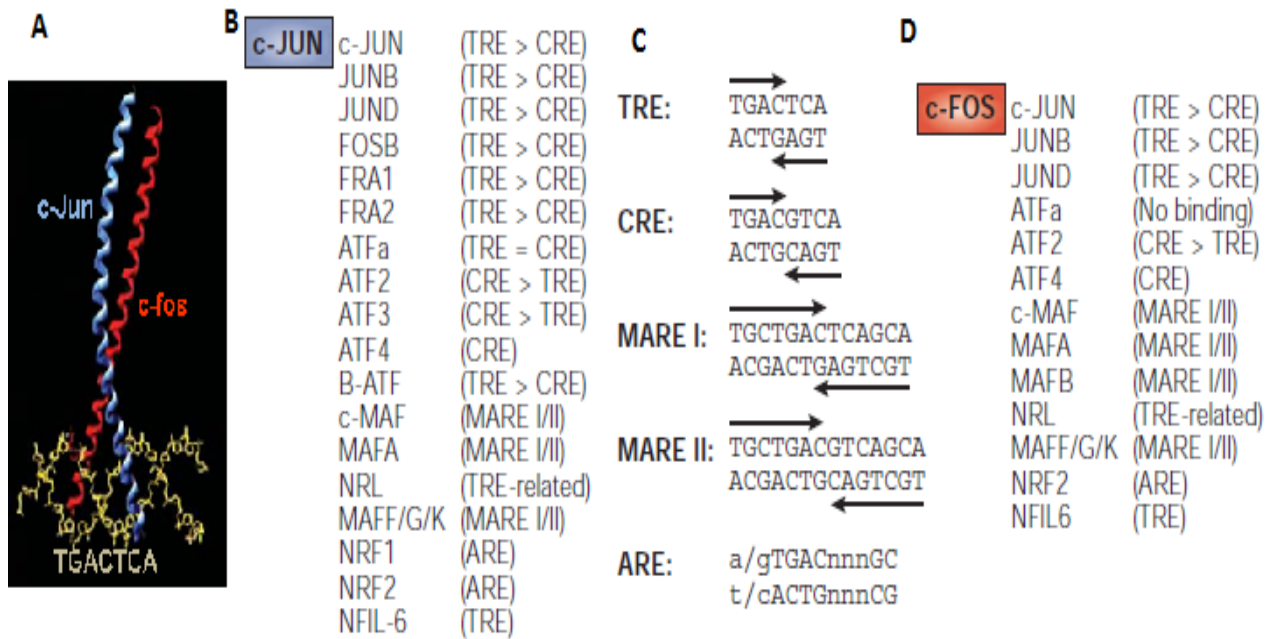 A
c-Jun
c-fos
TGACTCA
B
c-JUN
c-JUN (TRE > CRE)
JUNB (TRE > CRE)
JUND (TRE > CRE)
FOSB (TRE > CRE)
FRA1 (TRE > CRE)
FRA2 (TRE > CRE)
ATFa (TRE = CRE)
ATF2 (CRE > TRE)
ATF3 (CRE > TRE)
ATF4 (CRE)
B-ATF (TRE > CRE)
c-MAF (MARE I/II)
MAFA (MARE I/II)
NRL (TRE-related)
MAFF/G/K (MARE I/II)
NRF1 (ARE)
NRF2 (ARE)
NFIL-6 (TRE)
C
TRE: TGACTCA
ACTGAGT
CRE: TGACGTCA
ACTGCAGT
MARE I: TGCTGACTCAGCA
ACGACTGAGTCGT
MARE II: TGCTGACGTCAGCA
ACGACTGCAGTCGT
ARE: a/gTGACnnnGC
t/cACTGnnnCG
D
c-FOS
c-JUN (TRE > CRE)
JUNB (TRE > CRE)
JUND (TRE > CRE)
ATFa (No binding)
ATF2 (CRE > TRE)
ATF4 (CRE)
c-MAF (MARE I/II)
MAFA (MARE I/II)
MAFB (MARE I/II)
NRL (TRE-related)
MAFF/G/K (MARE I/II)
NRF2 (ARE)
NFIL6 (TRE)